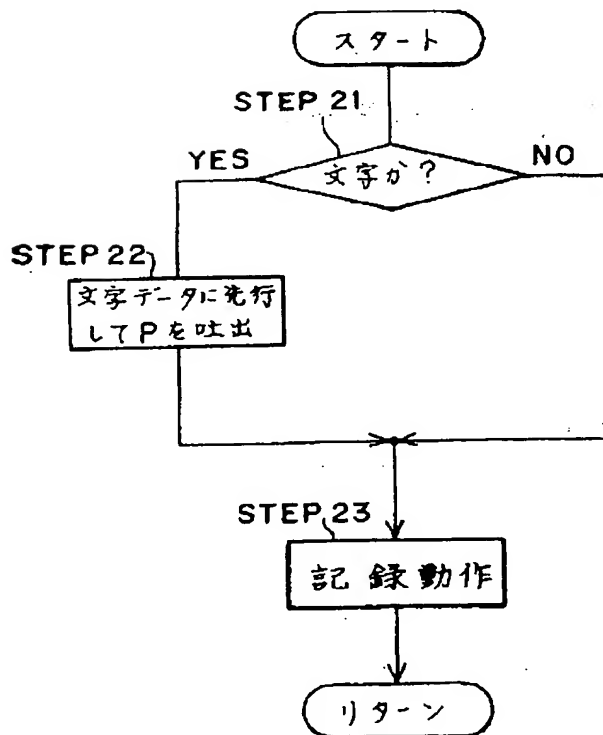 スタート
STEP 21
YES
文字か?
NO
STEP 22
文字データに先行
してPを吐出
STEP 23
記録動作
リターン